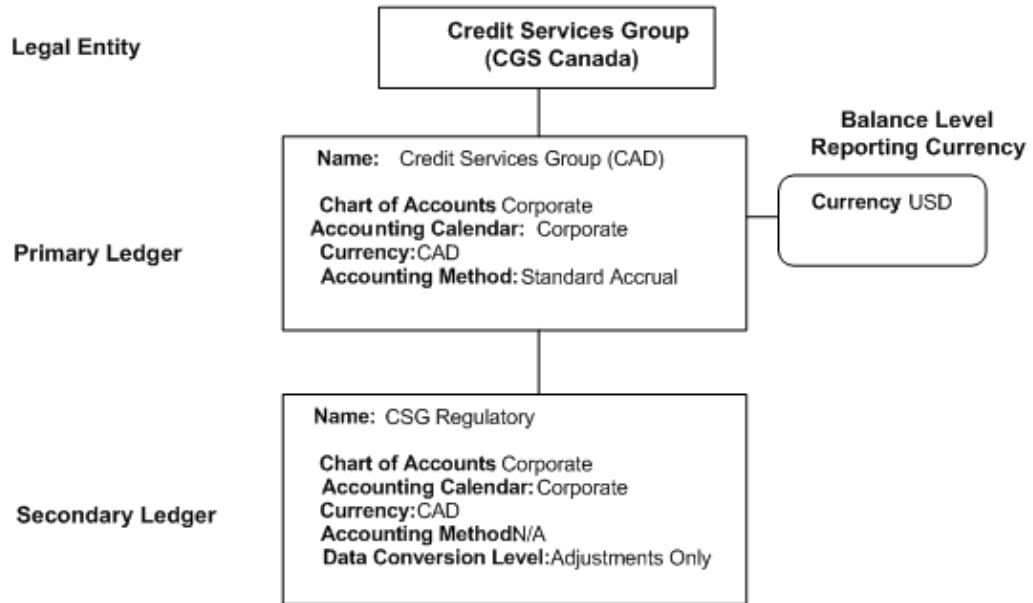 Legal Entity
Credit Services Group
(CGS Canada)
Balance Level
Reporting Currency
Currency USD
Primary Ledger
Name: Credit Services Group (CAD)
Chart of Accounts Corporate
Accounting Calendar: Corporate
Currency:CAD
Accounting Method: Standard Accrual
Secondary Ledger
Name: CSG Regulatory
Chart of Accounts Corporate
Accounting Calendar: Corporate
Currency:CAD
Accounting MethodN/A
Data Conversion Level:Adjustments Only